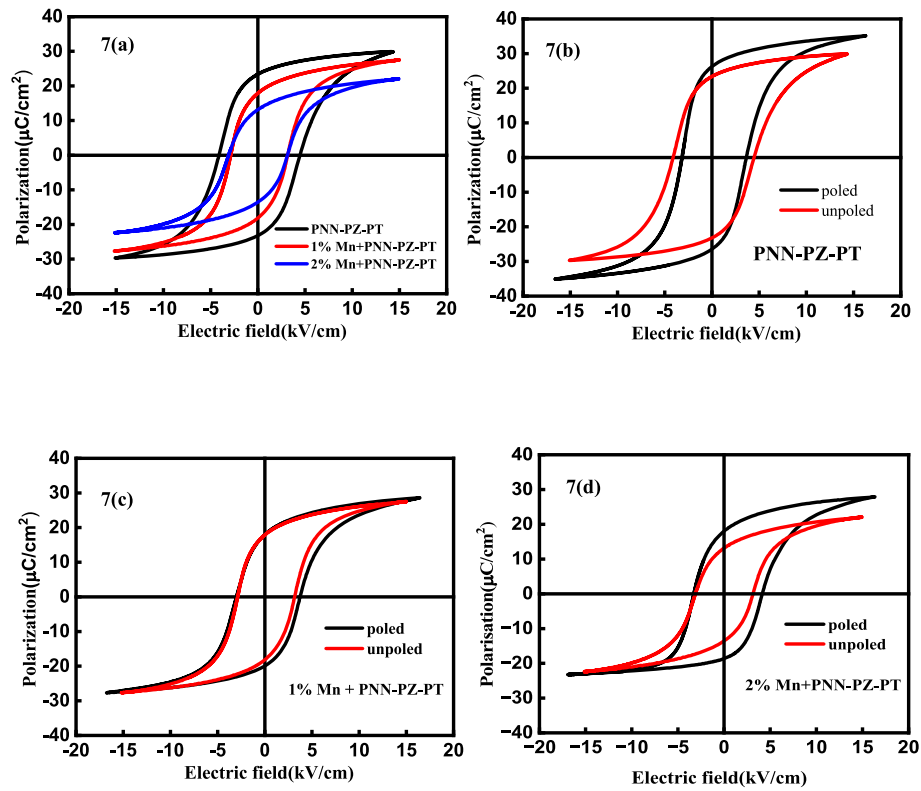 7(a)
40
30
20
10
0
−10
−20
−30
−40
Polarization(μC/cm²)
PNN-PZ-PT
1% Mn+PNN-PZ-PT
2% Mn+PNN-PZ-PT
−20 −15 −10 −5 0 5 10 15 20
Electric field(kV/cm)
7(b)
40
30
20
10
0
−10
−20
−30
−40
Polarization(μC/cm²)
poled
unpoled
PNN-PZ-PT
−20 −15 −10 −5 0 5 10 15 20
Electric field(kV/cm)
7(c)
40
30
20
10
0
−10
−20
−30
−40
Polarization(μC/cm²)
poled
unpoled
1% Mn + PNN-PZ-PT
−20 −15 −10 −5 0 5 10 15 20
Electric field(kV/cm)
7(d)
40
30
20
10
0
−10
−20
−30
−40
Polarisation(μC/cm²)
poled
unpoled
2% Mn+PNN-PZ-PT
−20 −15 −10 −5 0 5 10 15 20
Electric field(kV/cm)